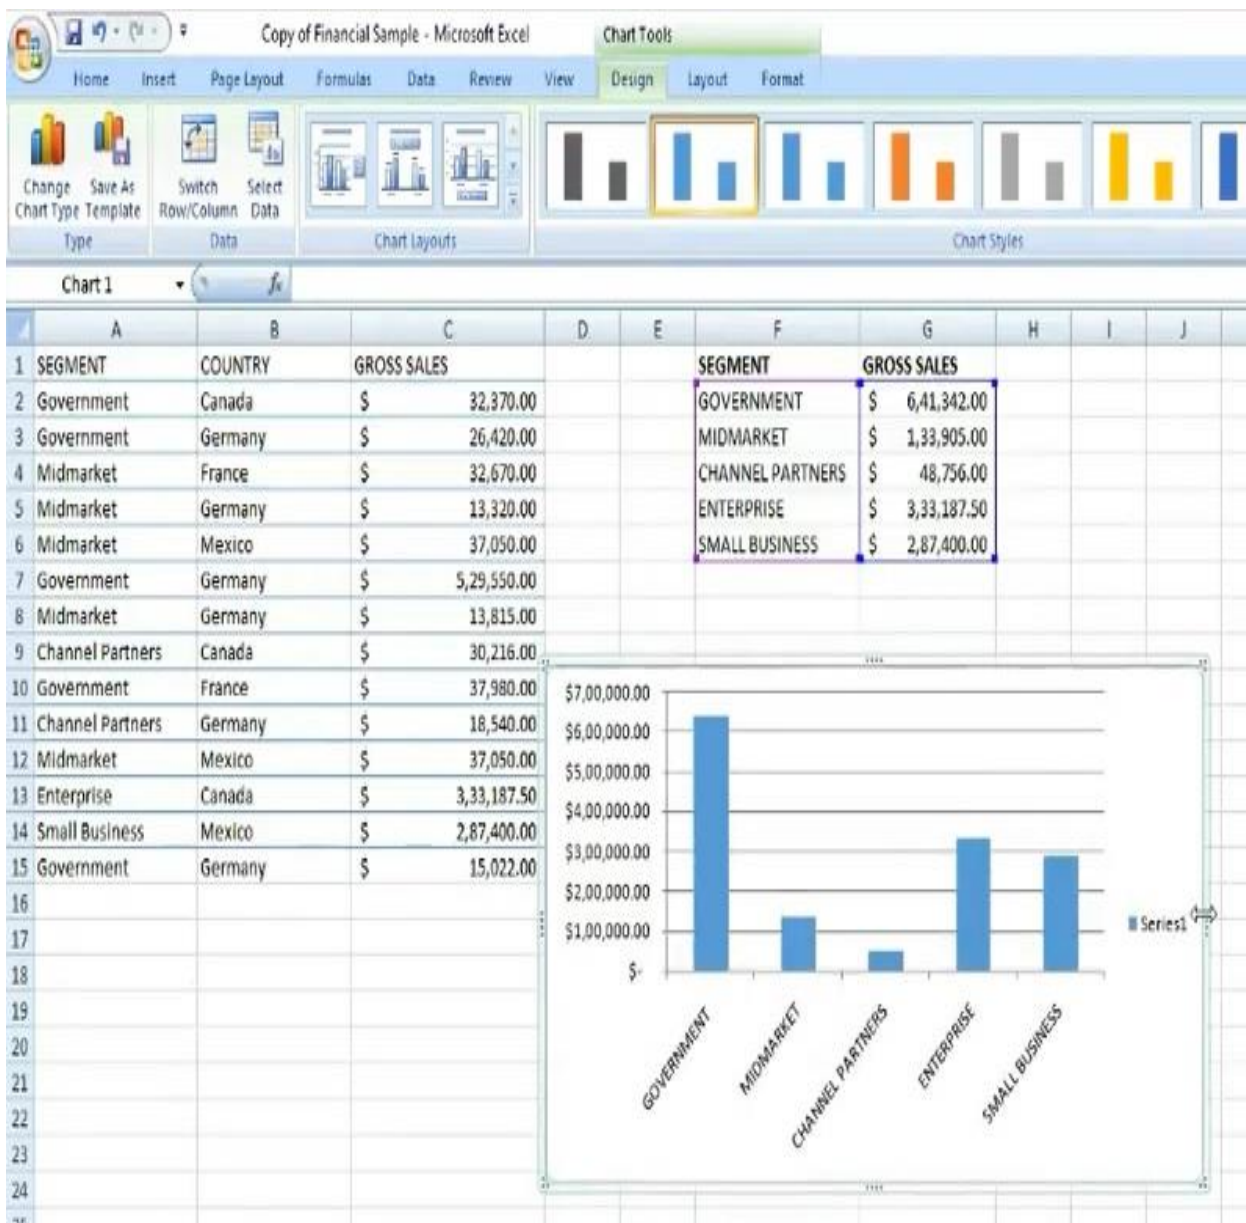 Copy of Financial Sample - Microsoft Excel Chart Tools
Home Insert Page Layout Formulas Data Review View Design Layout Format
Change Chart Type Save As Template Switch Row/Column Select Data
Type Data Chart Layouts Chart Styles
Chart 1 fx
A B C D E F G H I J
1 SEGMENT COUNTRY GROSS SALES SEGMENT GROSS SALES
2 Government Canada $ 32,370.00 GOVERNMENT $ 6,41,342.00
3 Government Germany $ 26,420.00 MIDMARKET $ 1,33,905.00
4 Midmarket France $ 32,670.00 CHANNEL PARTNERS $ 48,756.00
5 Midmarket Germany $ 13,320.00 ENTERPRISE $ 3,33,187.50
6 Midmarket Mexico $ 37,050.00 SMALL BUSINESS $ 2,87,400.00
7 Government Germany $ 5,29,550.00
8 Midmarket Germany $ 13,815.00
9 Channel Partners Canada $ 30,216.00
10 Government France $ 37,980.00
11 Channel Partners Germany $ 18,540.00
12 Midmarket Mexico $ 37,050.00
13 Enterprise Canada $ 3,33,187.50
14 Small Business Mexico $ 2,87,400.00
15 Government Germany $ 15,022.00
16
17
18
19
20
21
22
23
24
$7,00,000.00
$6,00,000.00
$5,00,000.00
$4,00,000.00
$3,00,000.00
$2,00,000.00
$1,00,000.00
$-
GOVERNMENT MIDMARKET CHANNEL PARTNERS ENTERPRISE SMALL BUSINESS
Series1